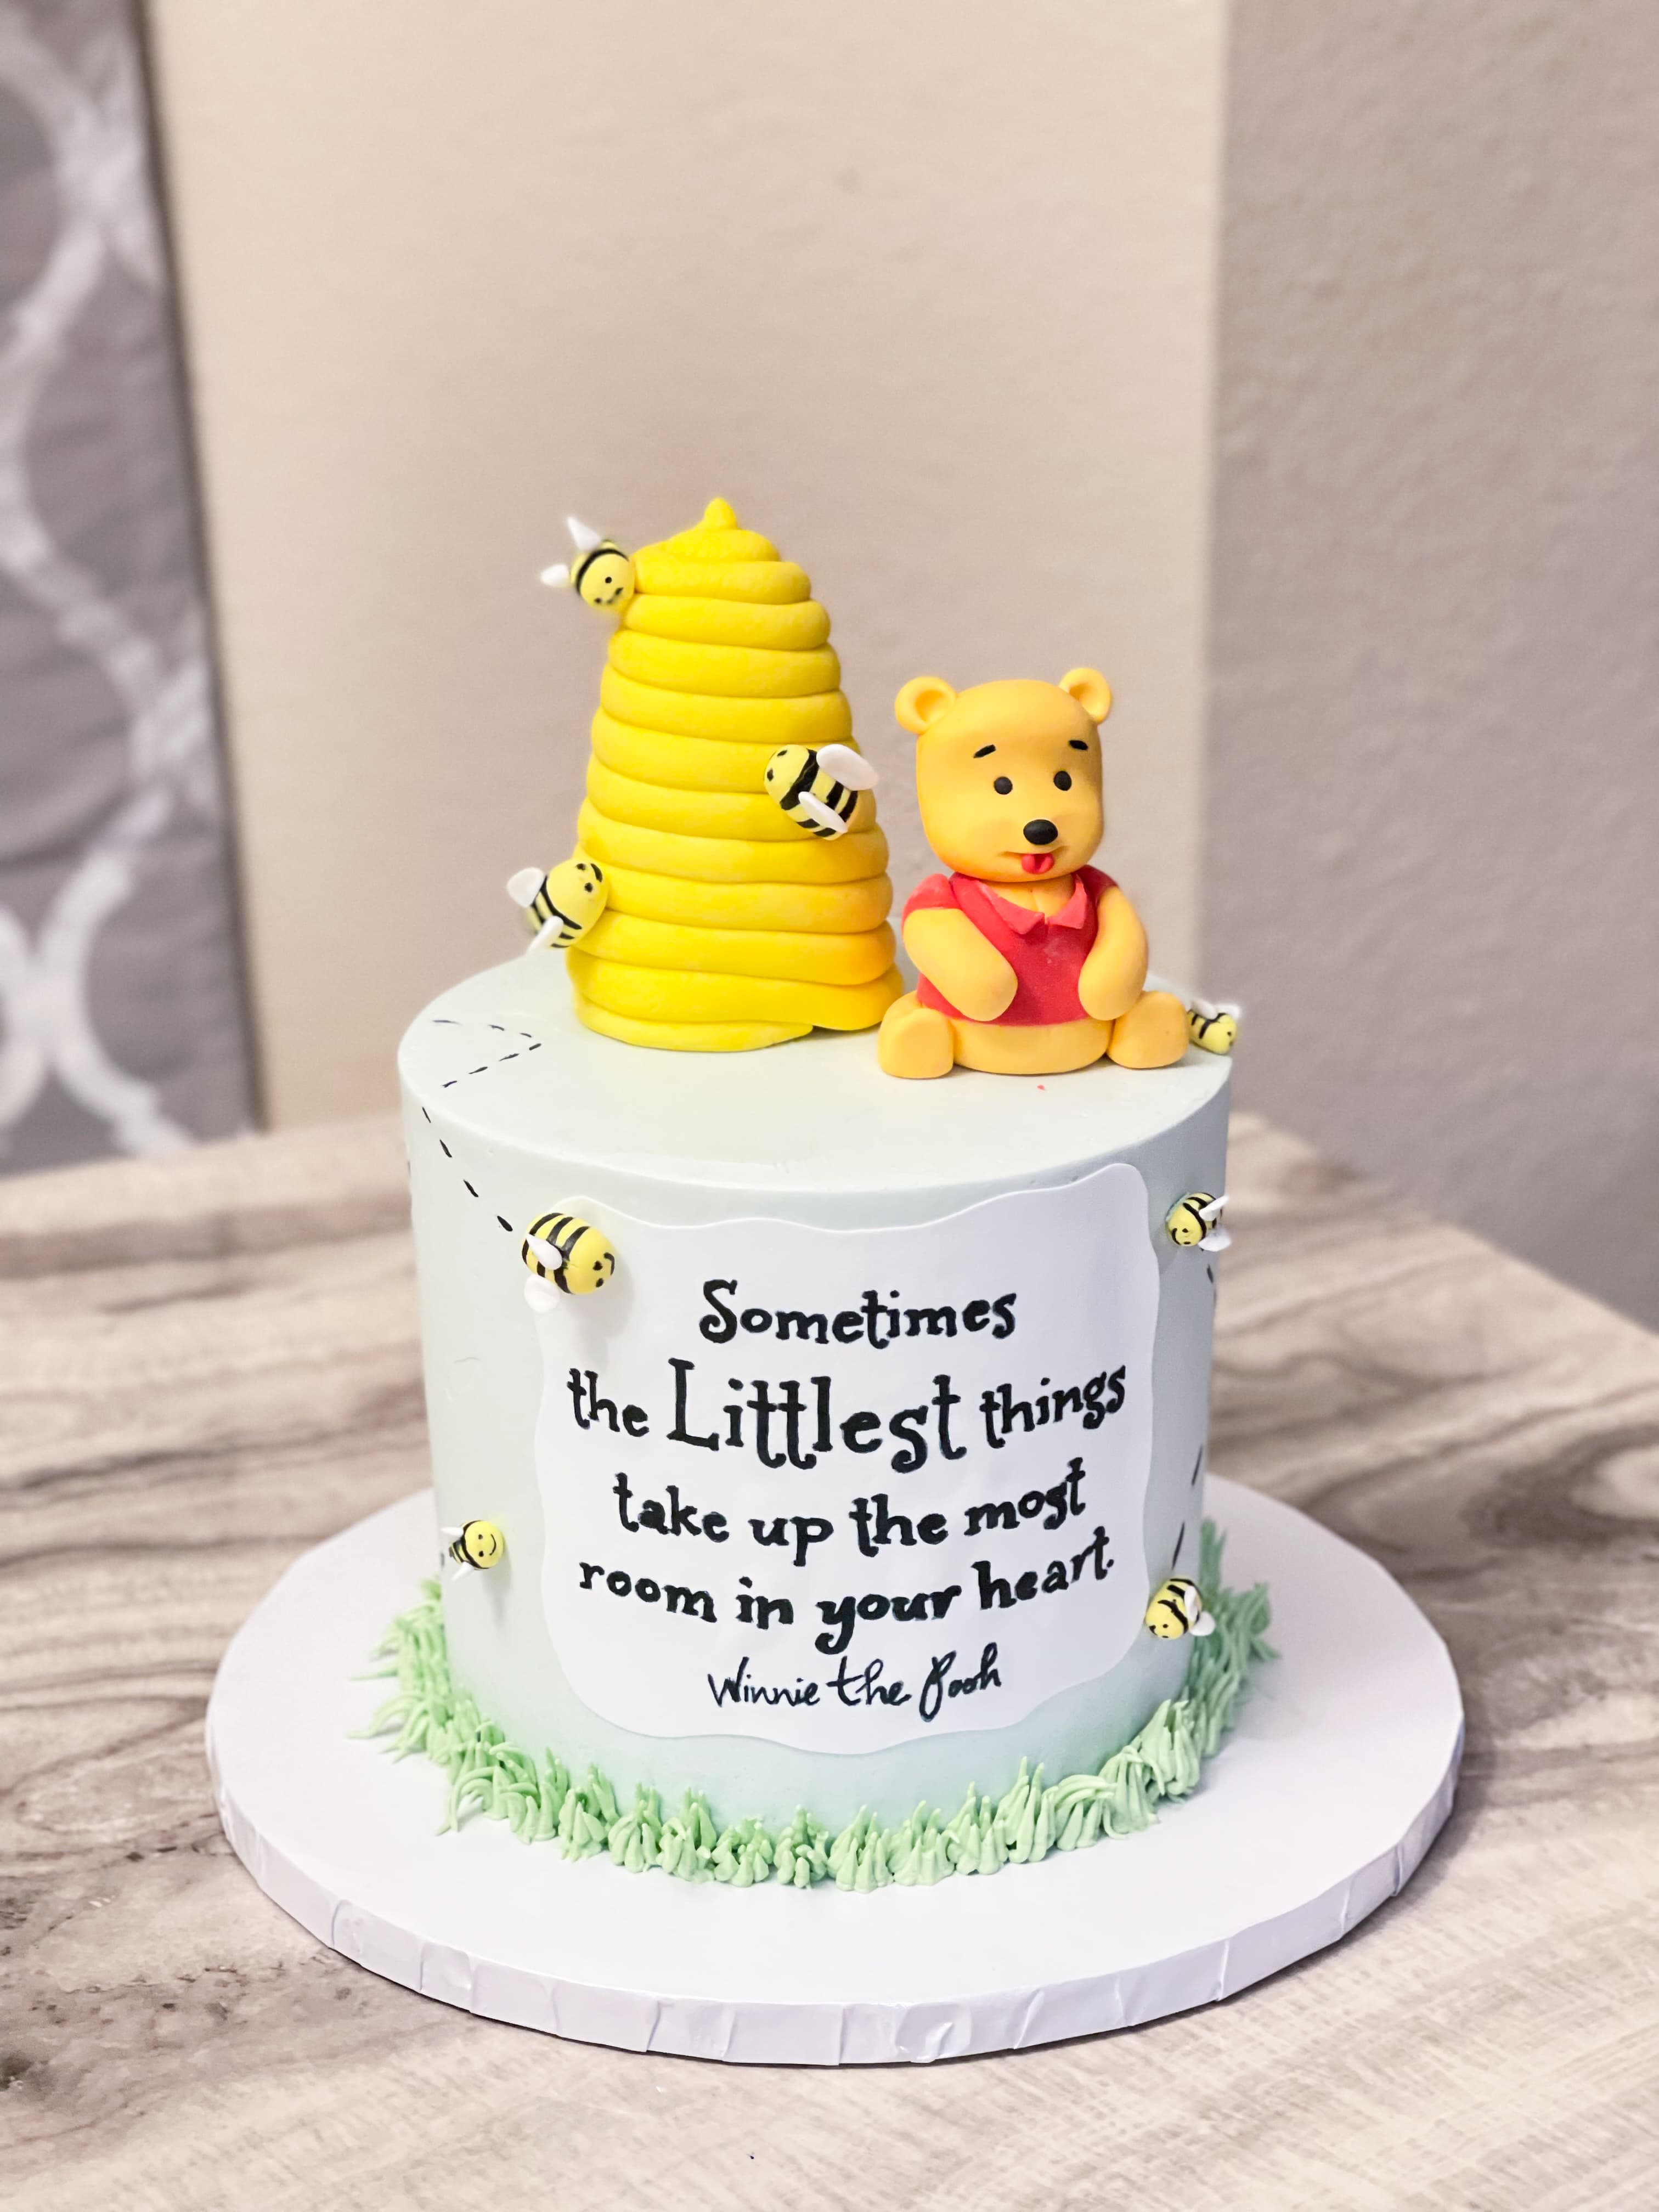 Sometimes
the Littlest things
take up the most
room in your heart.
Winnie the Pooh